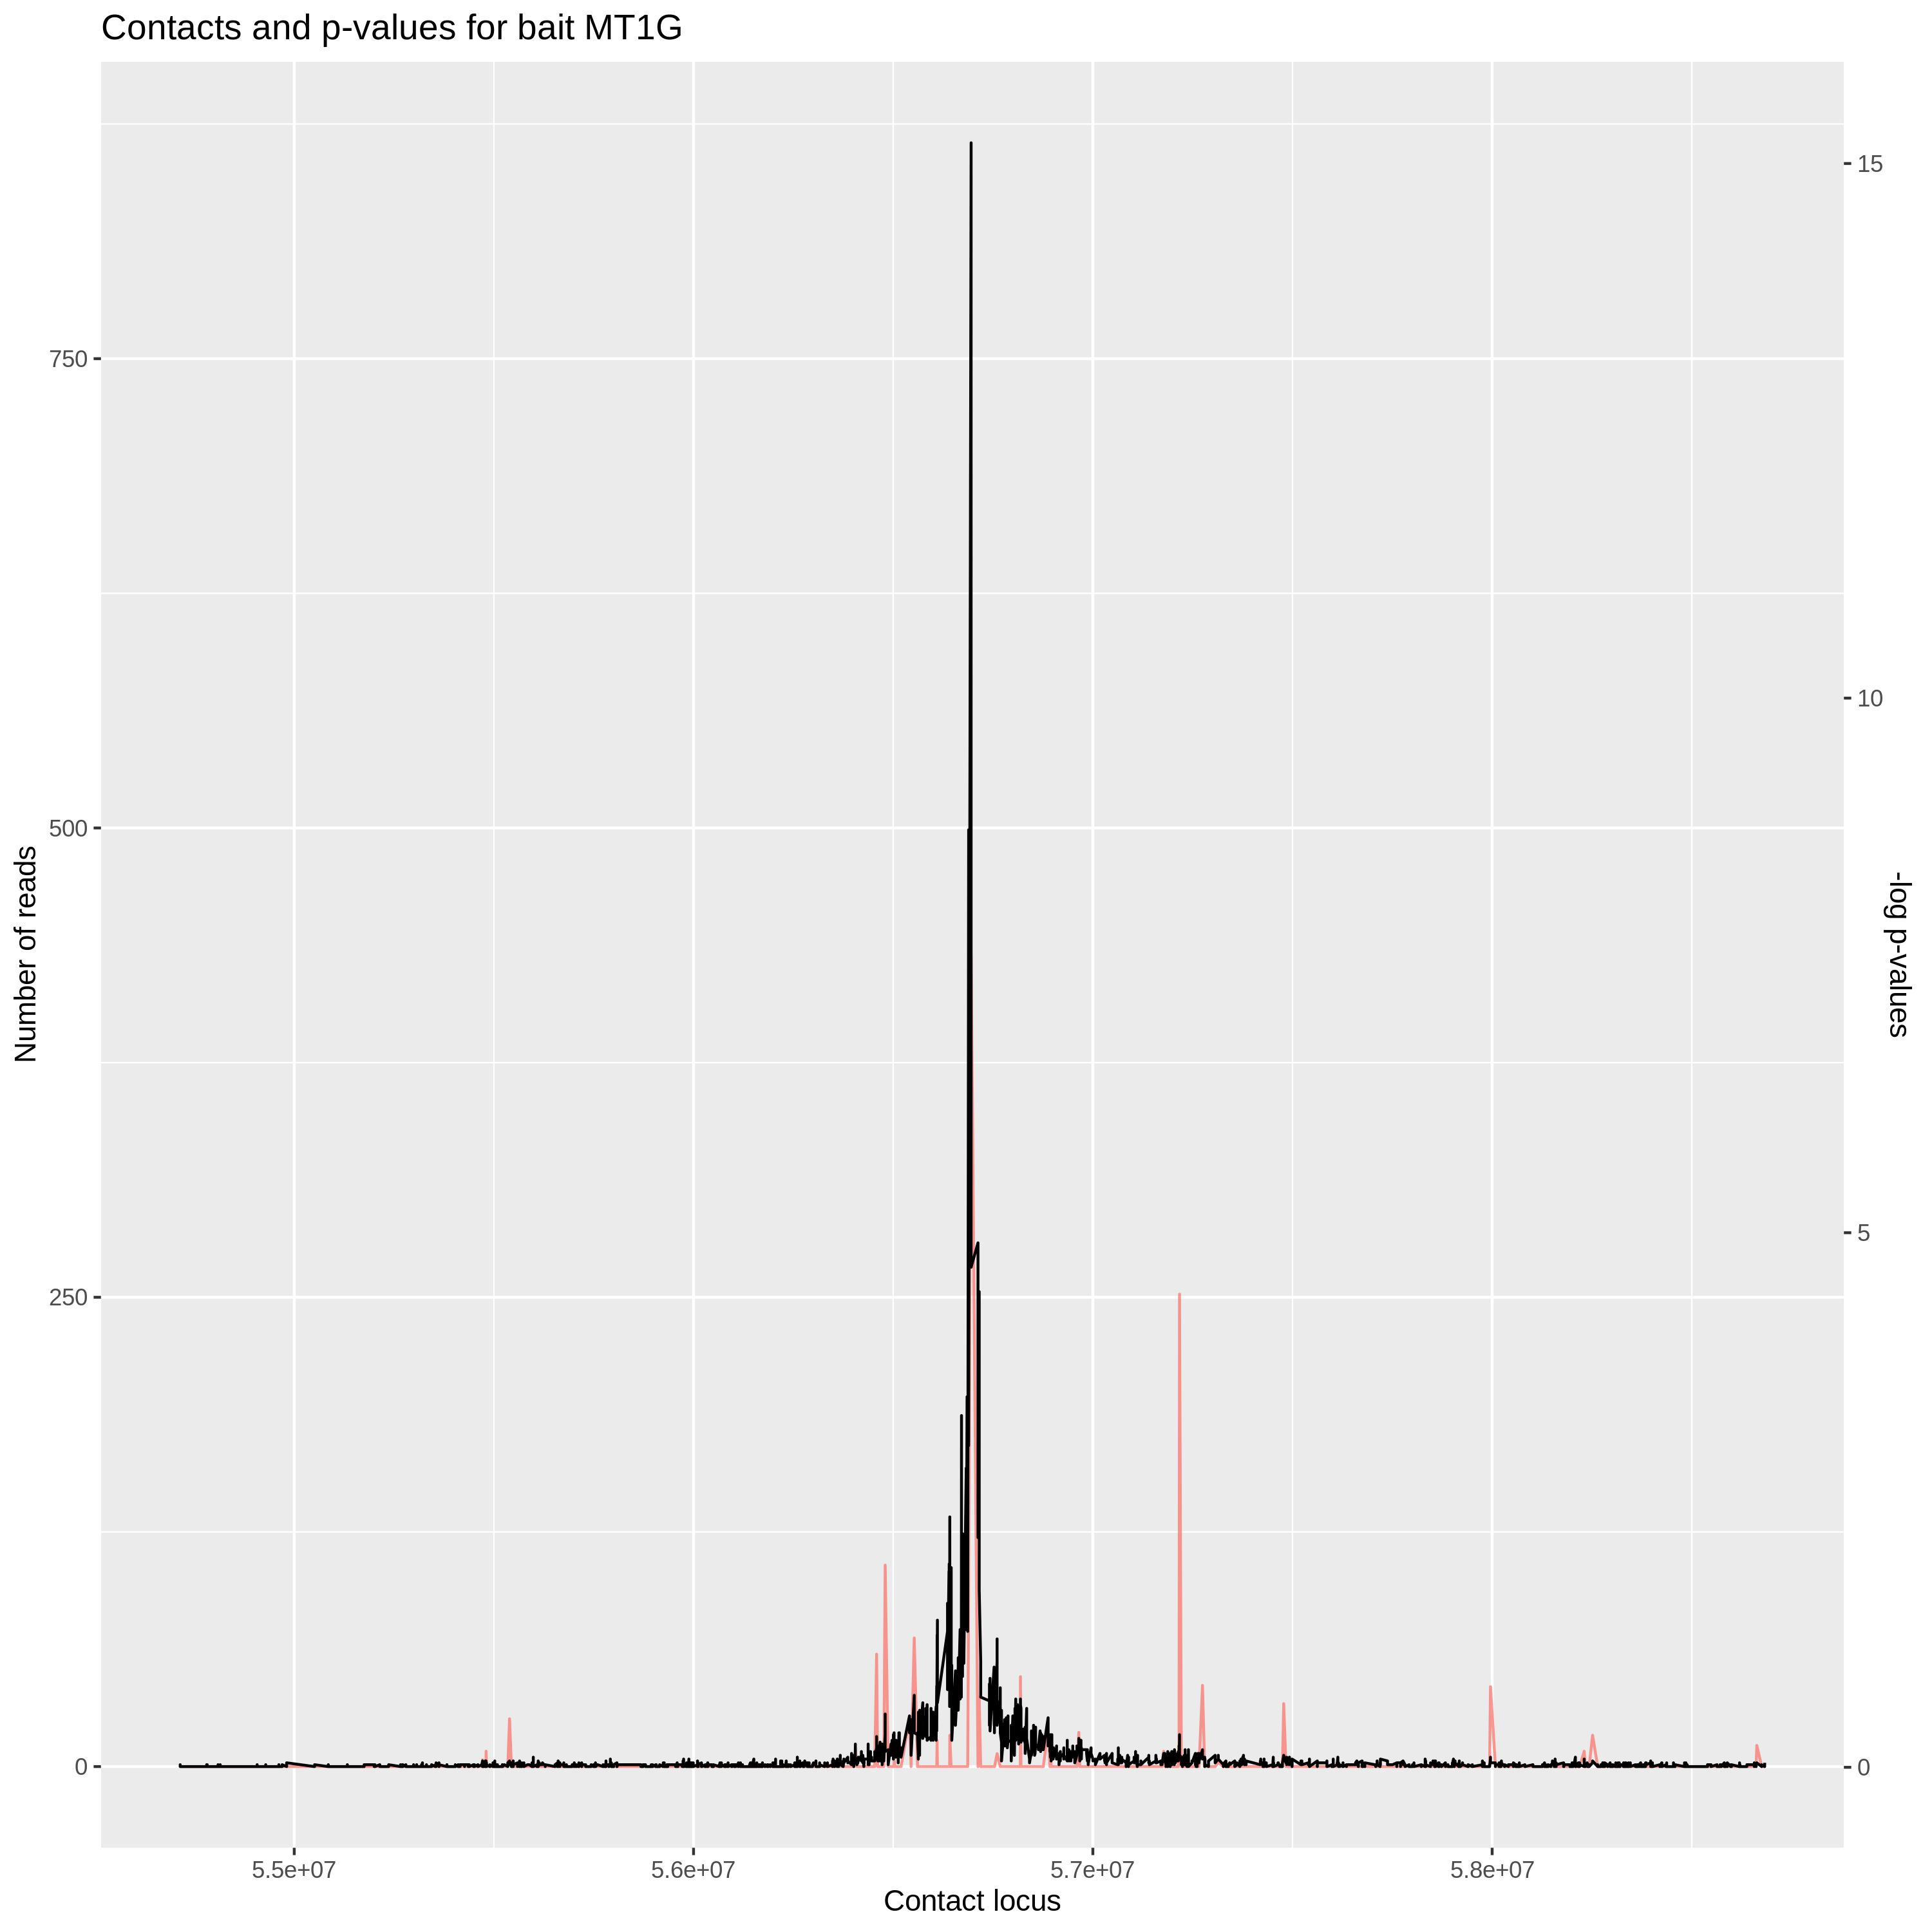 Contacts and p-values for bait MT1G
Number of reads
750
500
250
0
15
10
5
0
-log p-values
5.5e+07 5.6e+07 5.7e+07 5.8e+07
Contact locus